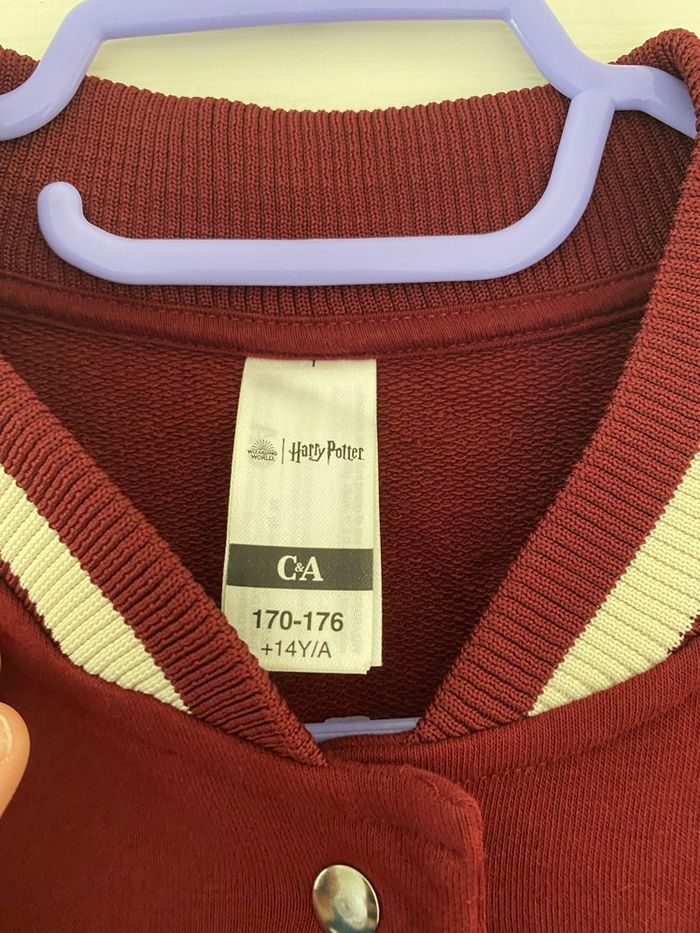 WIZARDING
WORLD
Harry Potter
C&A
170-176
+14Y/A